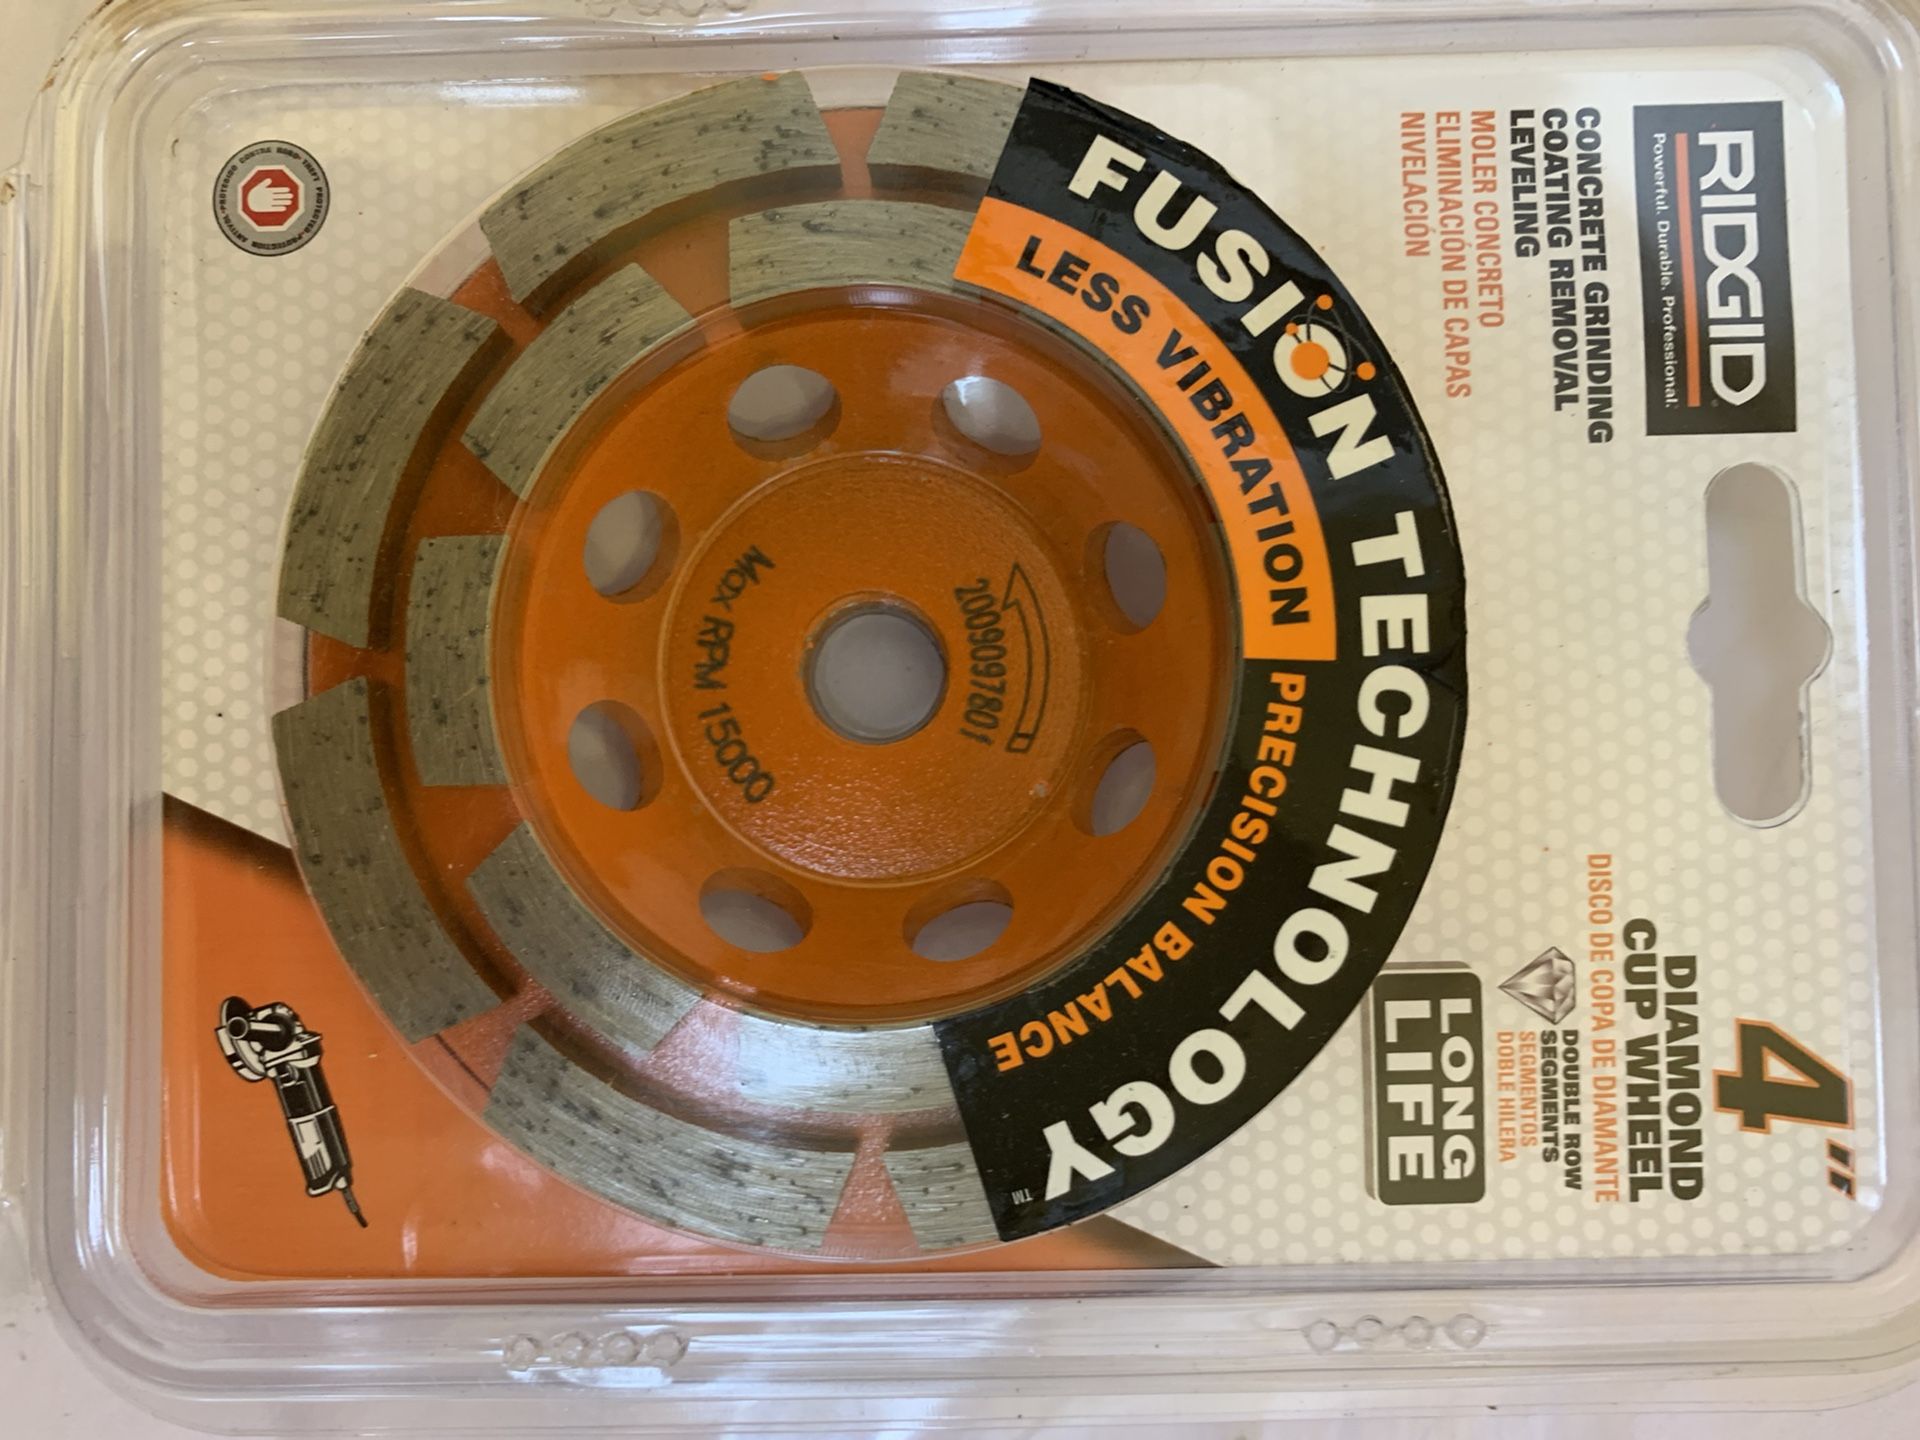 RIDGID
Powerful. Durable. Professional.
CONCRETE GRINDING
COATING REMOVAL
LEVELING
MOLER CONCRETO
ELIMINACIÓN DE CAPAS
NIVELACIÓN
4"
DIAMOND
CUP WHEEL
DISCO DE COPA DE DIAMANTE
DOUBLE ROW
SEGMENTS
SEGMENTOS
DOBLE HILERA
LONG
LIFE
FUSION TECHNOLOGY™
LESS VIBRATION
PRECISION BALANCE
2009097801
Max RPM 15000